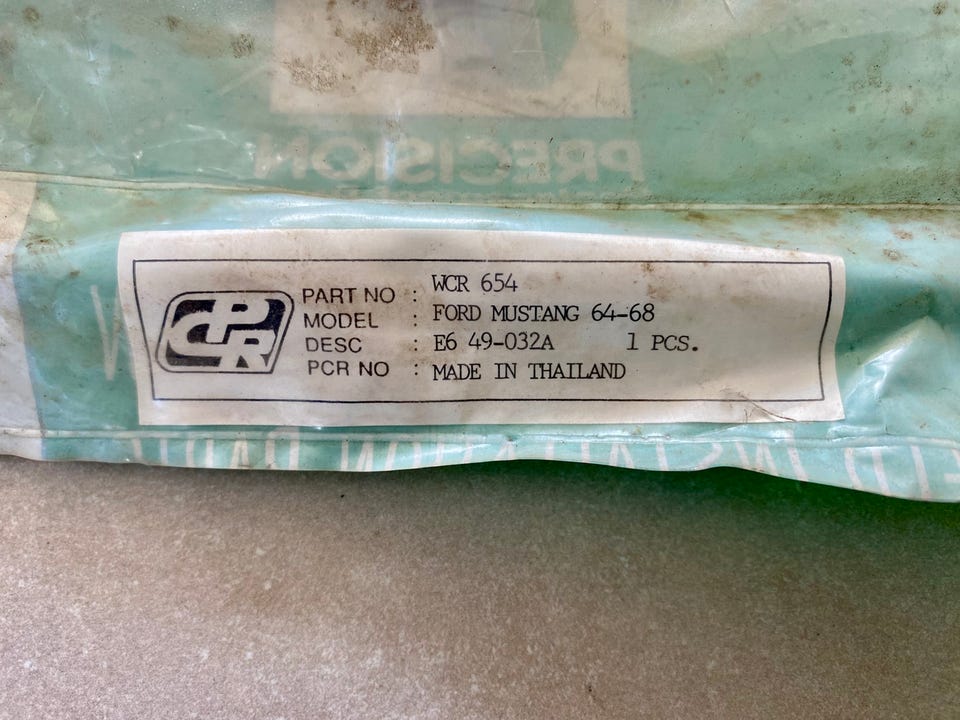 PRECISION
CPR
PART NO : WCR 654
MODEL : FORD MUSTANG 64-68
DESC : E6 49-032A 1 PCS.
PCR NO : MADE IN THAILAND